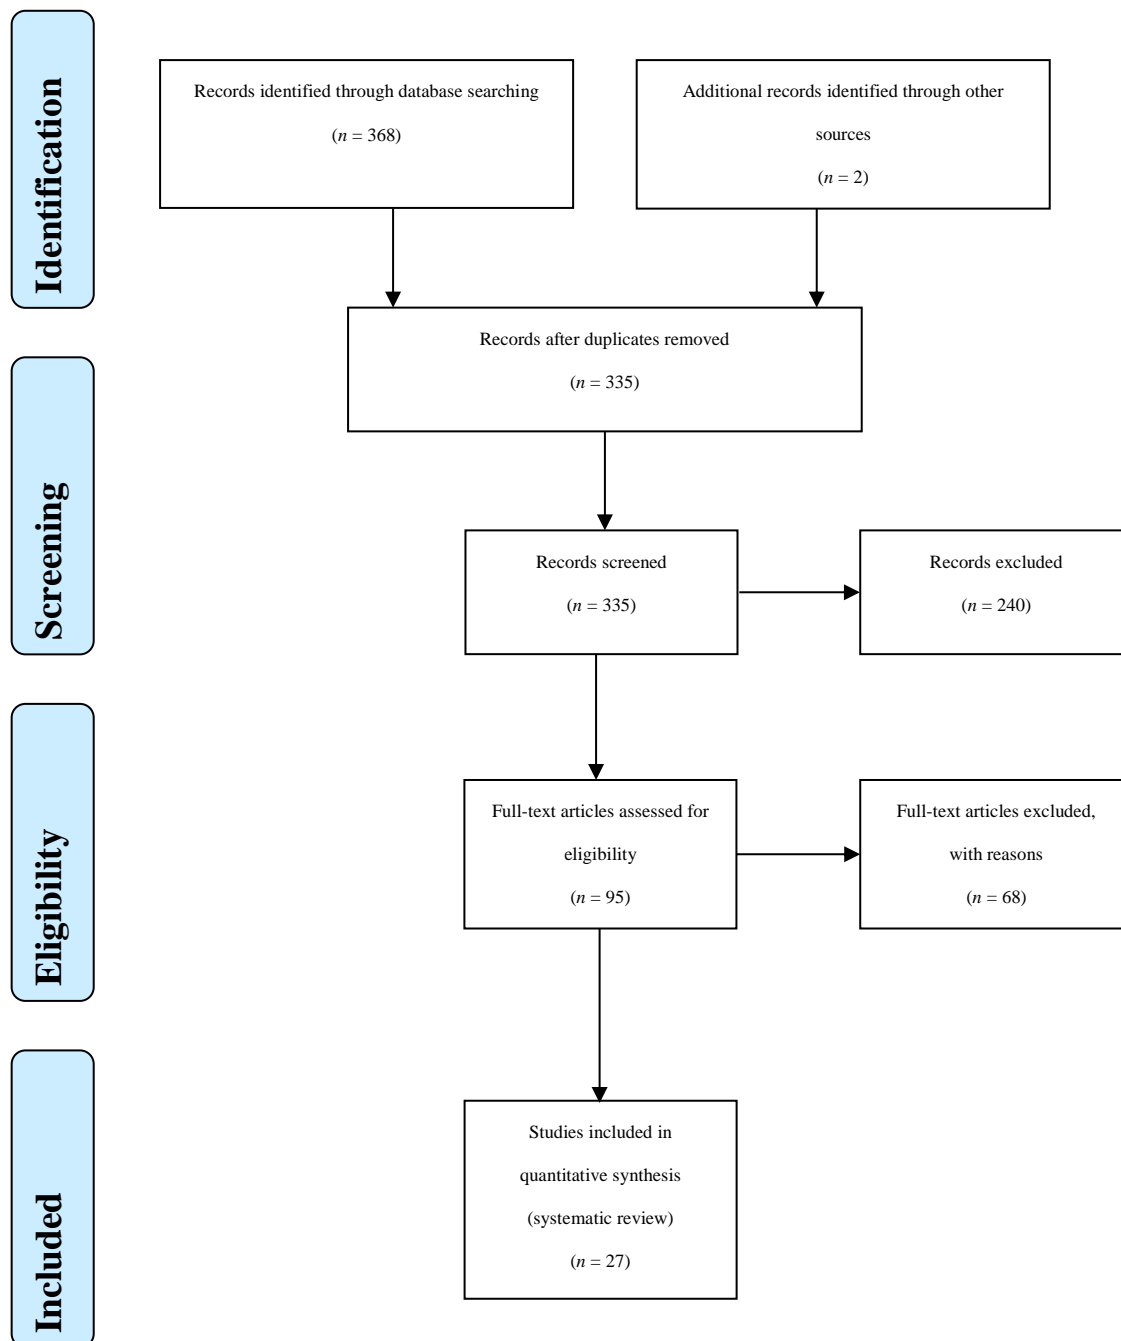 Identification
Records identified through database searching
(n = 368)
Additional records identified through other
sources
(n = 2)
Records after duplicates removed
(n = 335)
Screening
Records screened
(n = 335)
Records excluded
(n = 240)
Eligibility
Full-text articles assessed for
eligibility
(n = 95)
Full-text articles excluded,
with reasons
(n = 68)
Included
Studies included in
quantitative synthesis
(systematic review)
(n = 27)